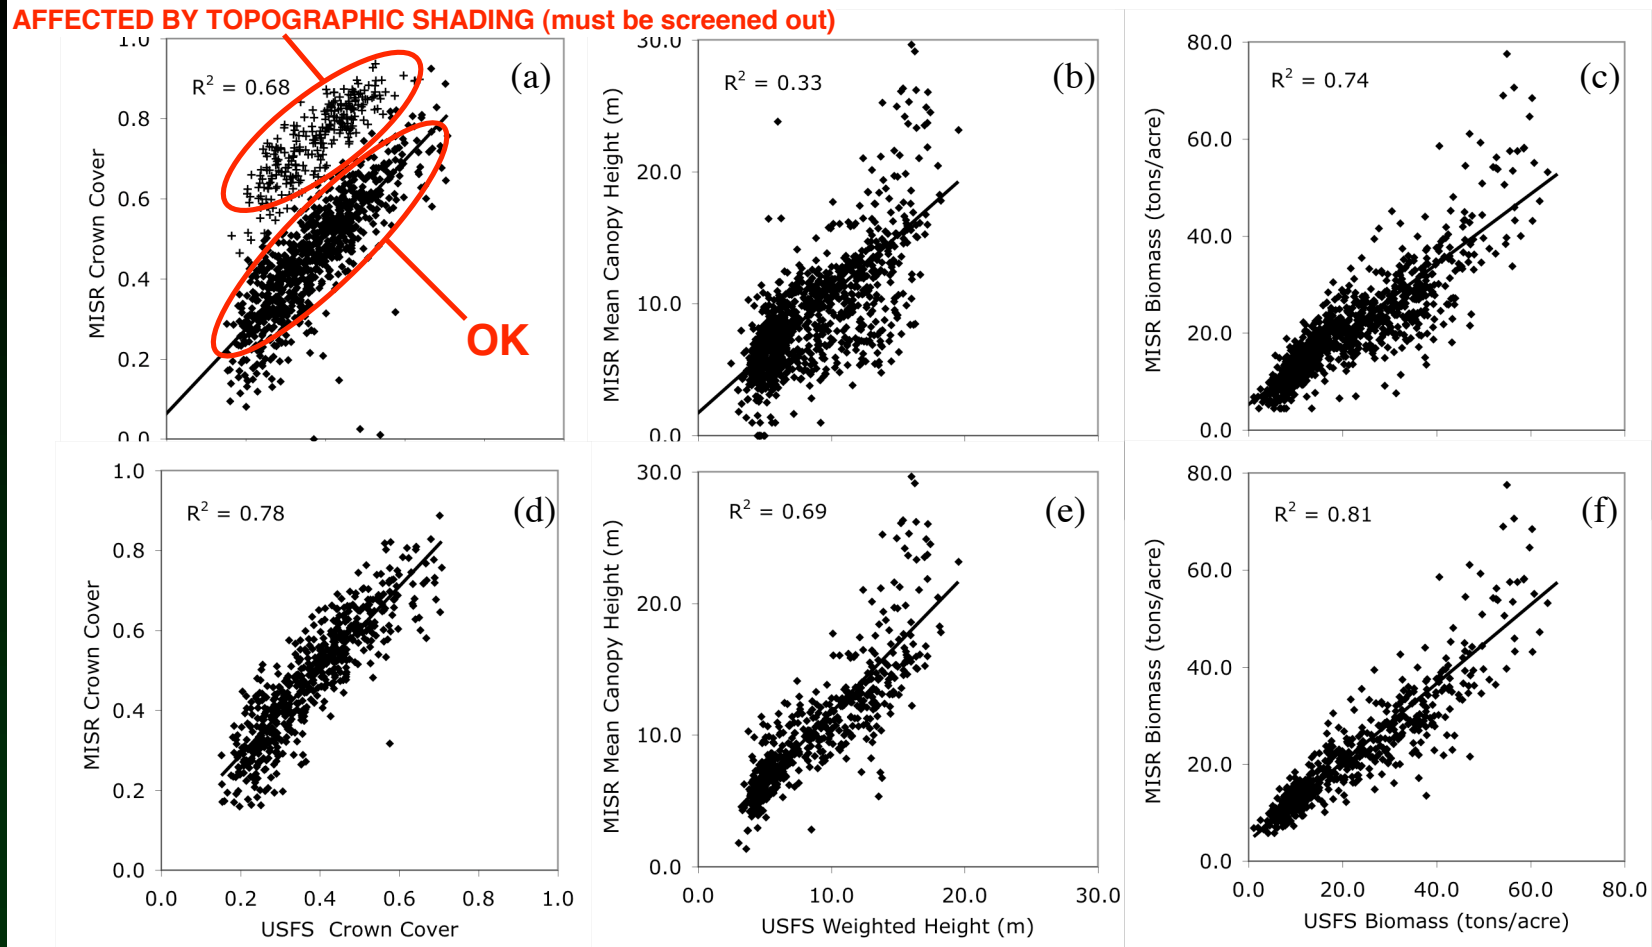 AFFECTED BY TOPOGRAPHIC SHADING (must be screened out)
1.0
0.8
0.6
0.4
0.2
0.0
MISR Crown Cover
R² = 0.68
(a)
OK
30.0
20.0
10.0
0.0
MISR Mean Canopy Height (m)
R² = 0.33
(b)
80.0
60.0
40.0
20.0
0.0
MISR Biomass (tons/acre)
R² = 0.74
(c)
1.0
0.8
0.6
0.4
0.2
0.0
MISR Crown Cover
R² = 0.78
(d)
0.0 0.2 0.4 0.6 0.8 1.0
USFS Crown Cover
30.0
20.0
10.0
0.0
MISR Mean Canopy Height (m)
R² = 0.69
(e)
0.0 10.0 20.0 30.0
USFS Weighted Height (m)
80.0
60.0
40.0
20.0
0.0
MISR Biomass (tons/acre)
R² = 0.81
(f)
0.0 20.0 40.0 60.0 80.0
USFS Biomass (tons/acre)